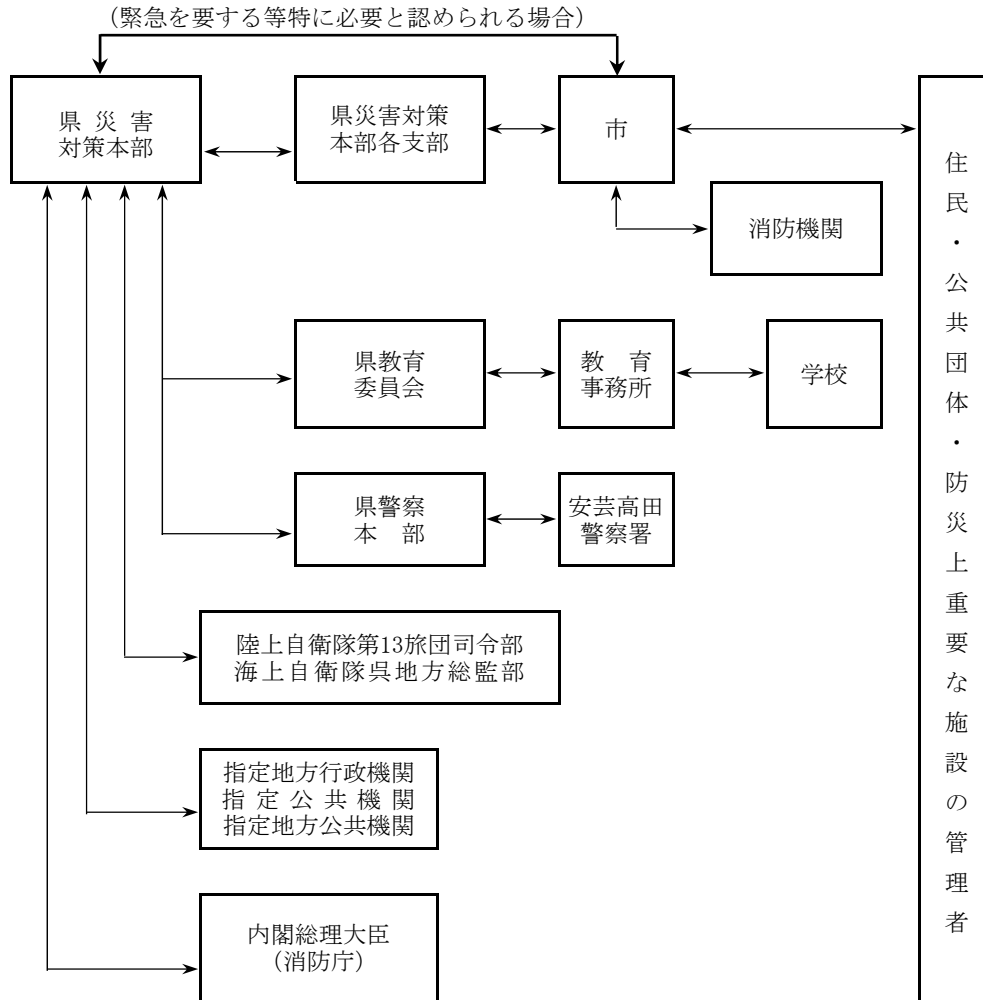 （緊急を要する等特に必要と認められる場合）
県災害
対策本部
県災害対策
本部各支部
市
消防機関
県教育
委員会
教育
事務所
学校
県警察
本部
安芸高田
警察署
陸上自衛隊第13旅団司令部
海上自衛隊呉地方総監部
指定地方行政機関
指定公共機関
指定地方公共機関
内閣総理大臣
（消防庁）
住民・公共団体・防災上重要な施設の管理者